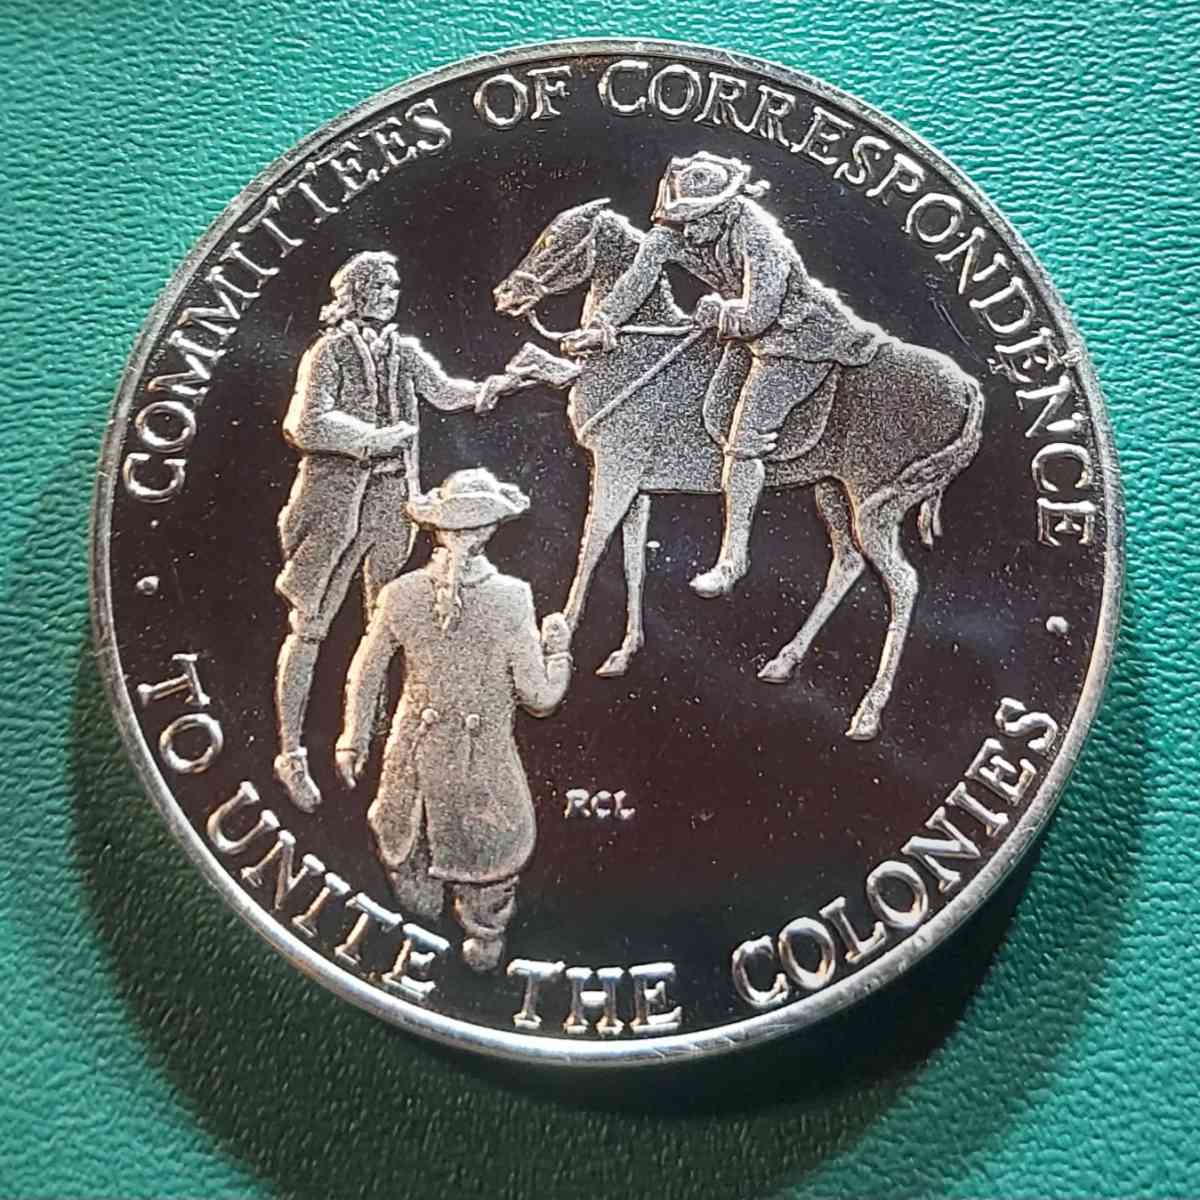 COMMITTEES OF CORRESPONDENCE
RCL
TO UNITE THE COLONIES